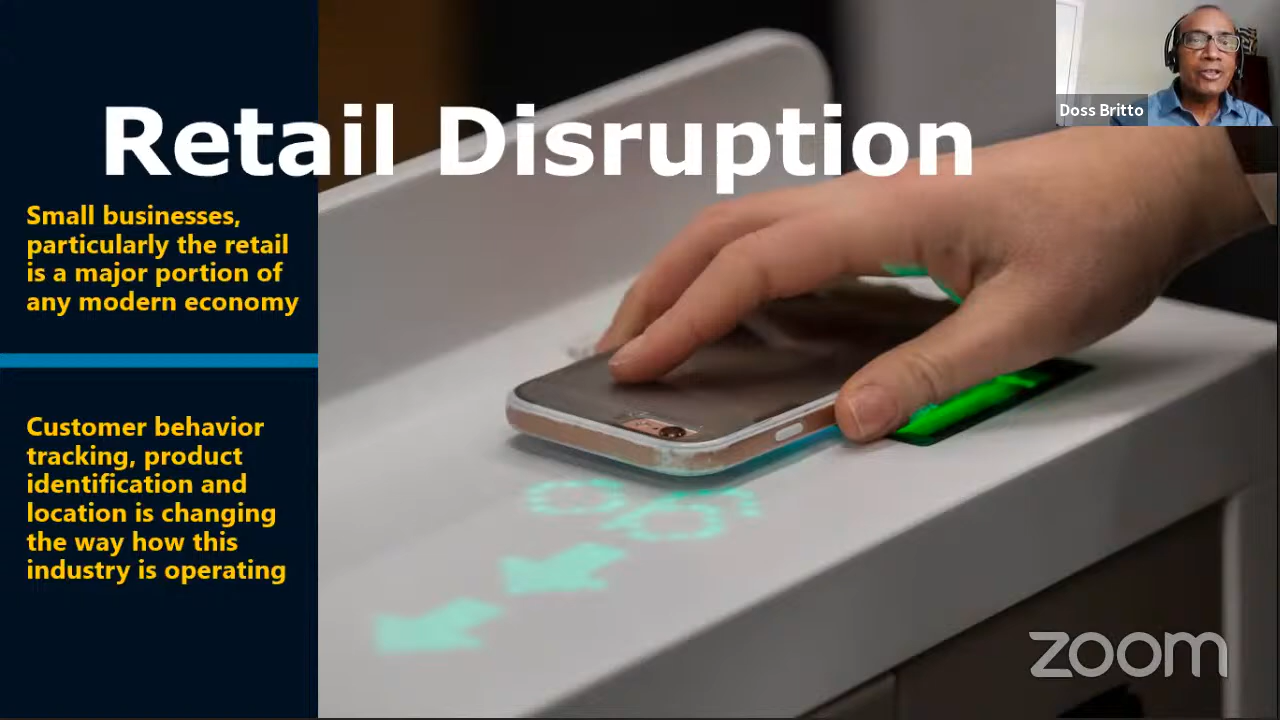 Doss Britto
Retail Disruption
Small businesses,
particularly the retail
is a major portion of
any modern economy
Customer behavior
tracking, product
identification and
location is changing
the way how this
industry is operating
zoom